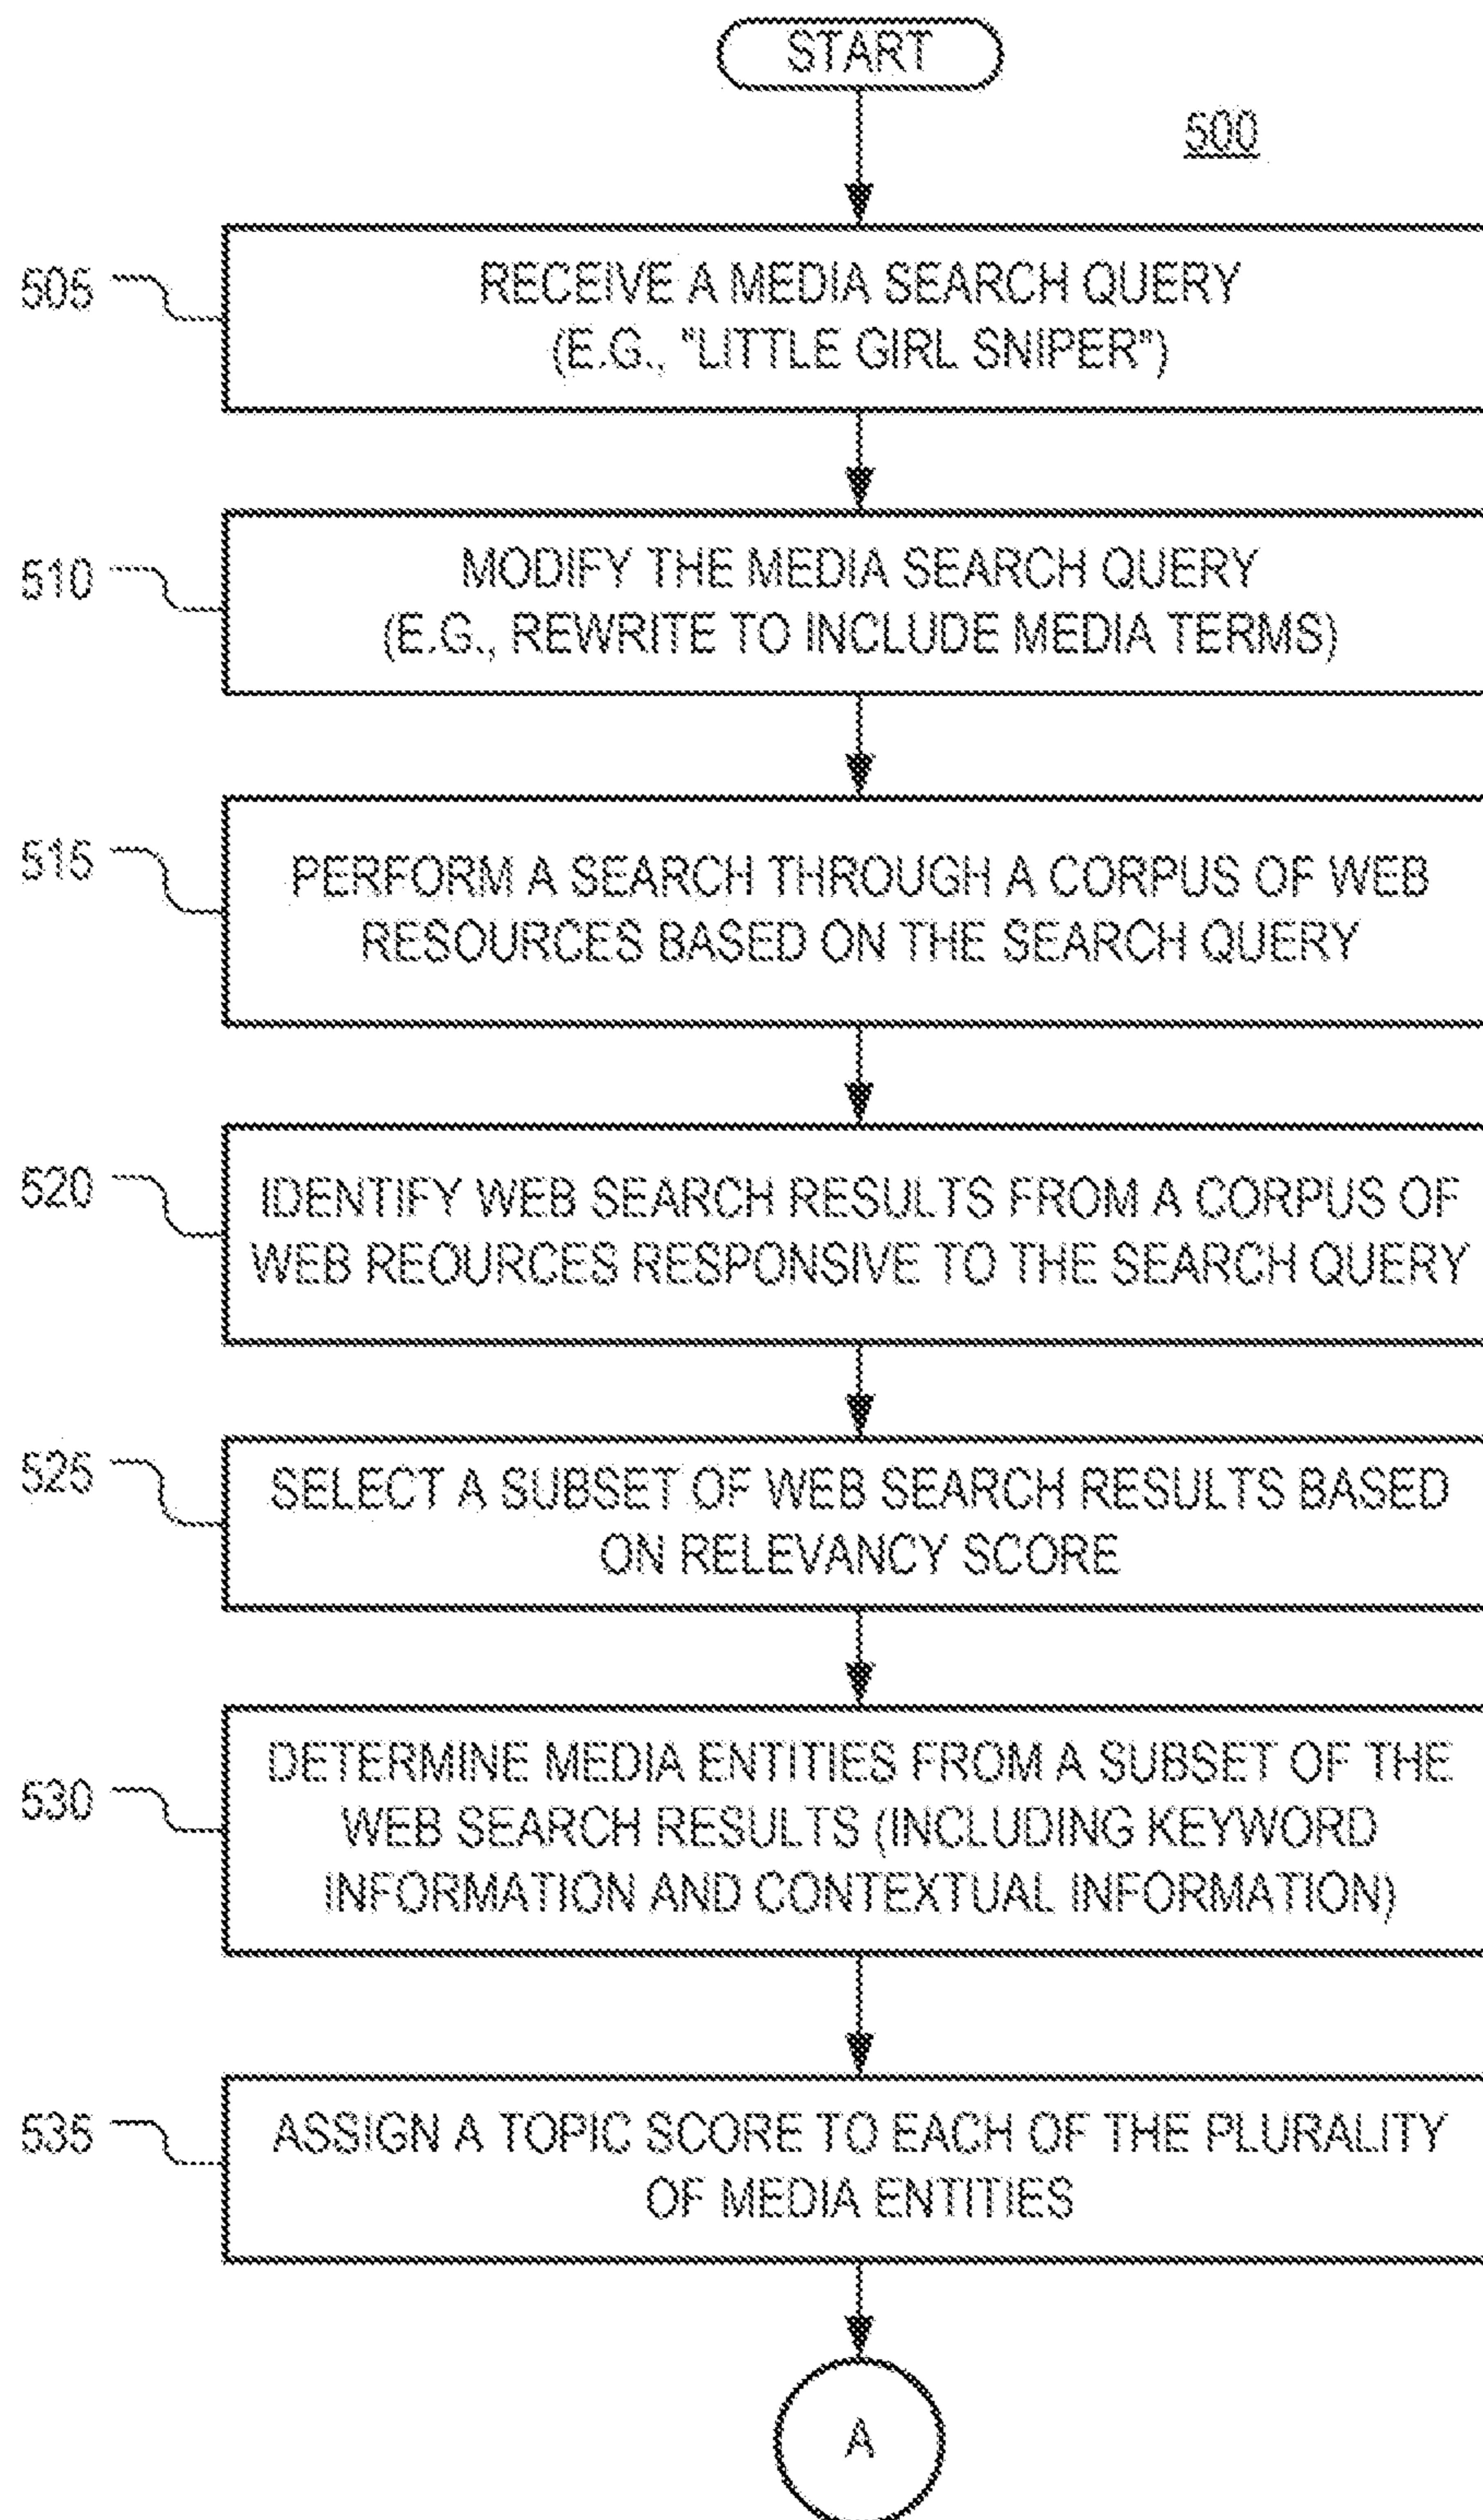 START
500
505
RECEIVE A MEDIA SEARCH QUERY
(E.G., "LITTLE GIRL SNIPER")
510
MODIFY THE MEDIA SEARCH QUERY
(E.G., REWRITE TO INCLUDE MEDIA TERMS)
515
PERFORM A SEARCH THROUGH A CORPUS OF WEB
RESOURCES BASED ON THE SEARCH QUERY
520
IDENTIFY WEB SEARCH RESULTS FROM A CORPUS OF
WEB REOURCES RESPONSIVE TO THE SEARCH QUERY
525
SELECT A SUBSET OF WEB SEARCH RESULTS BASED
ON RELEVANCY SCORE
530
DETERMINE MEDIA ENTITIES FROM A SUBSET OF THE
WEB SEARCH RESULTS (INCLUDING KEYWORD
INFORMATION AND CONTEXTUAL INFORMATION)
535
ASSIGN A TOPIC SCORE TO EACH OF THE PLURALITY
OF MEDIA ENTITIES
A